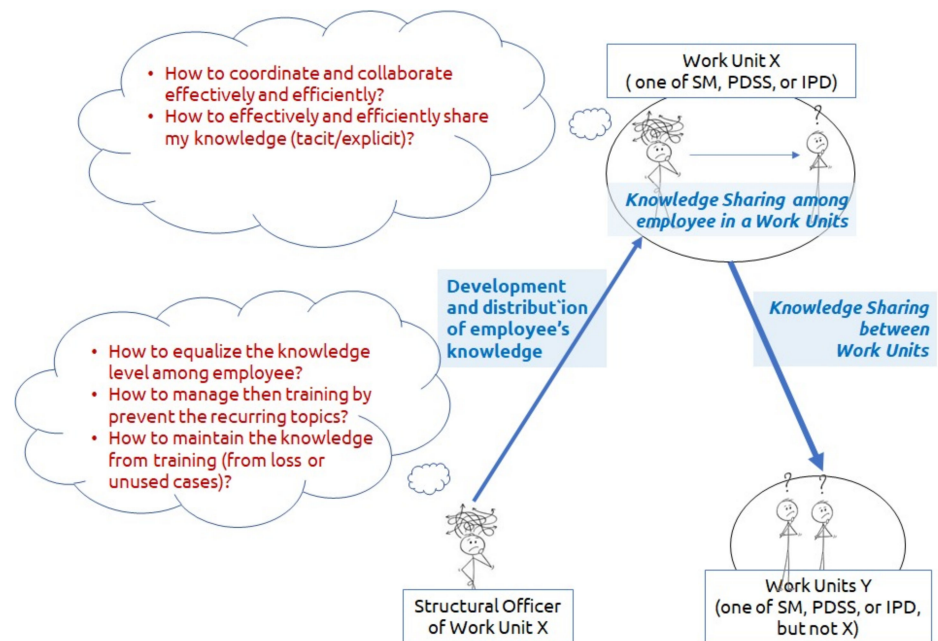 • How to coordinate and collaborate
effectively and efficiently?
• How to effectively and efficiently share
my knowledge (tacit/explicit)?
Work Unit X
( one of SM, PDSS, or IPD)
?
Knowledge Sharing among
employee in a Work Units
Development
and distribut`ion
of employee's
knowledge
Knowledge Sharing
between
Work Units
• How to equalize the knowledge
level among employee?
• How to manage then training by
prevent the recurring topics?
• How to maintain the knowledge
from training (from loss or
unused cases)?
Structural Officer
of Work Unit X
? ?
Work Units Y
(one of SM, PDSS, or IPD,
but not X)